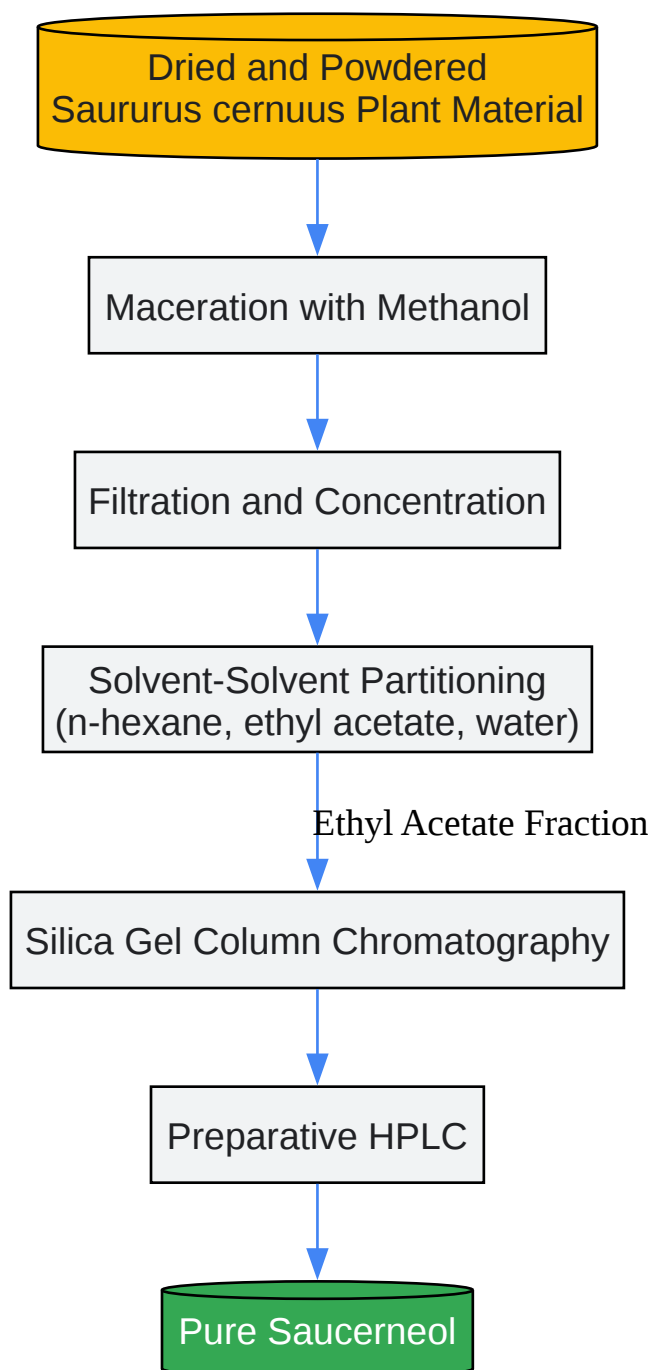 Dried and Powdered
Saururus cernuus Plant Material
Maceration with Methanol
Filtration and Concentration
Solvent-Solvent Partitioning
(n-hexane, ethyl acetate, water)
Ethyl Acetate Fraction
Silica Gel Column Chromatography
Preparative HPLC
Pure Saucerneol